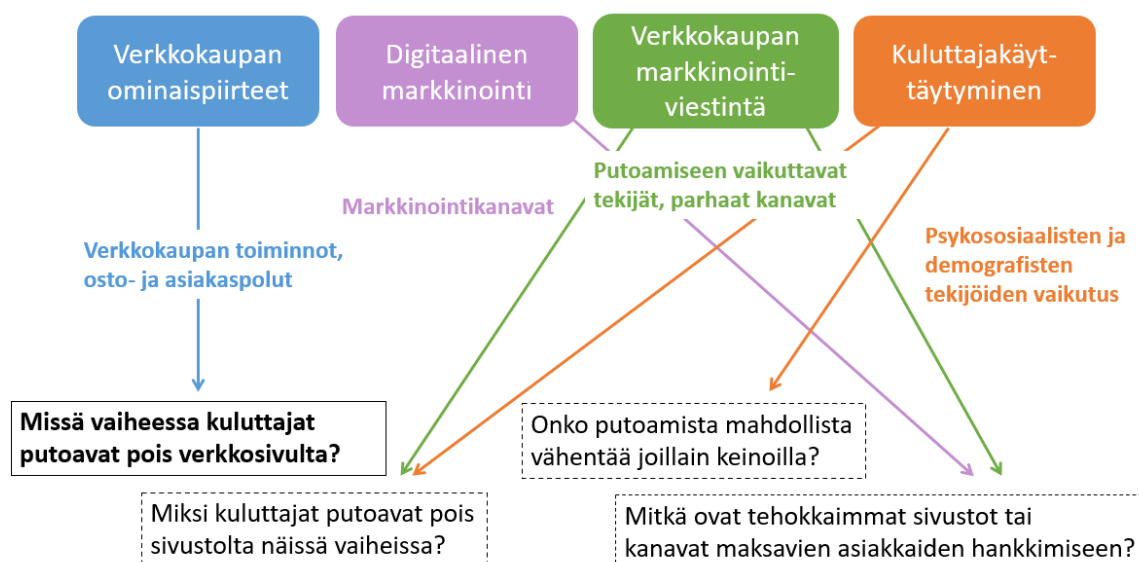 Verkkokaupan
ominaispiirteet
Digitaalinen
markkinointi
Verkkokaupan
markkinointi-
viestintä
Kuluttajakäyt-
täytyminen
Putoamiseen vaikuttavat
tekijät, parhaat kanavat
Markkinointikanavat
Verkkokaupan toiminnot,
osto- ja asiakaspolut
Psykososiaalisten ja
demografisten
tekijöiden vaikutus
Missä vaiheessa kuluttajat
putoavat pois verkkosivulta?
Onko putoamista mahdollista
vähentää joillain keinoilla?
Miksi kuluttajat putoavat pois
sivustolta näissä vaiheissa?
Mitkä ovat tehokkaimmat sivustot tai
kanavat maksavien asiakkaiden hankkimiseen?